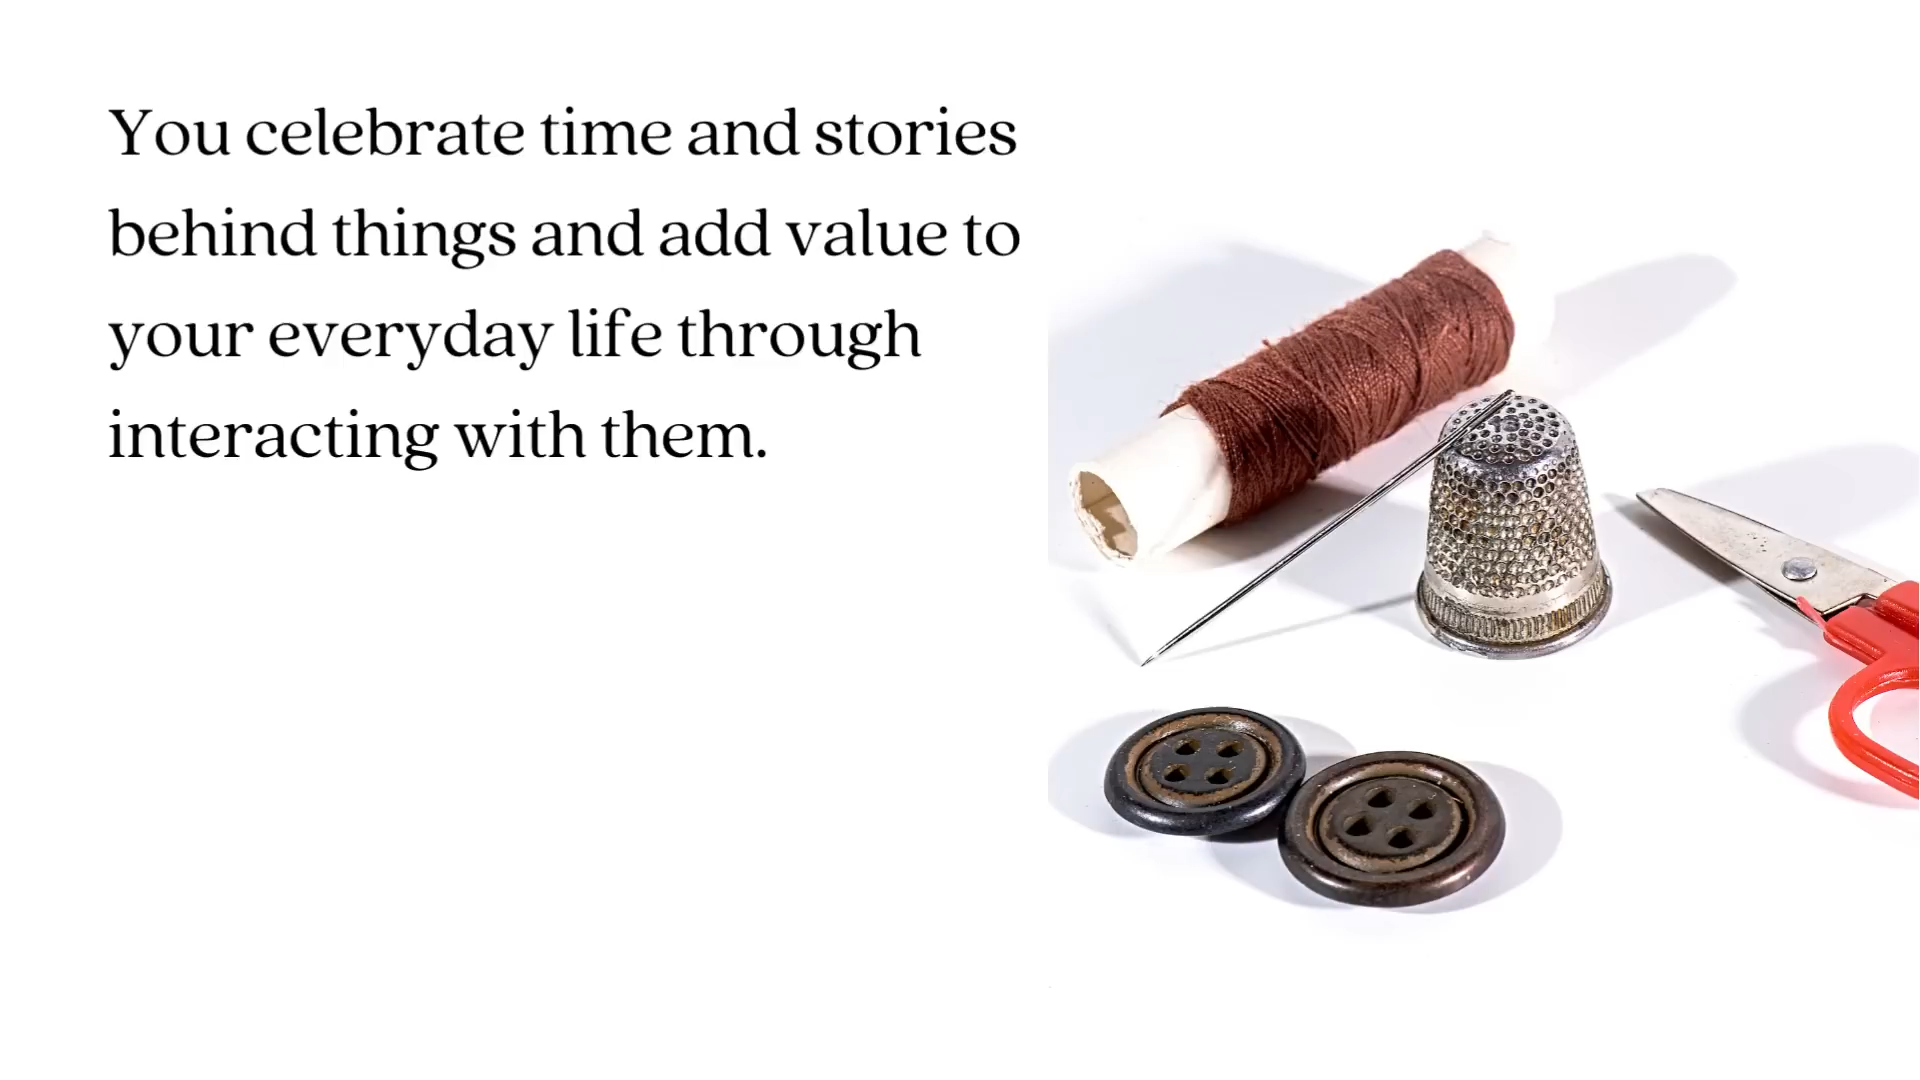 You celebrate time and stories
behind things and add value to
your everyday life through
interacting with them.